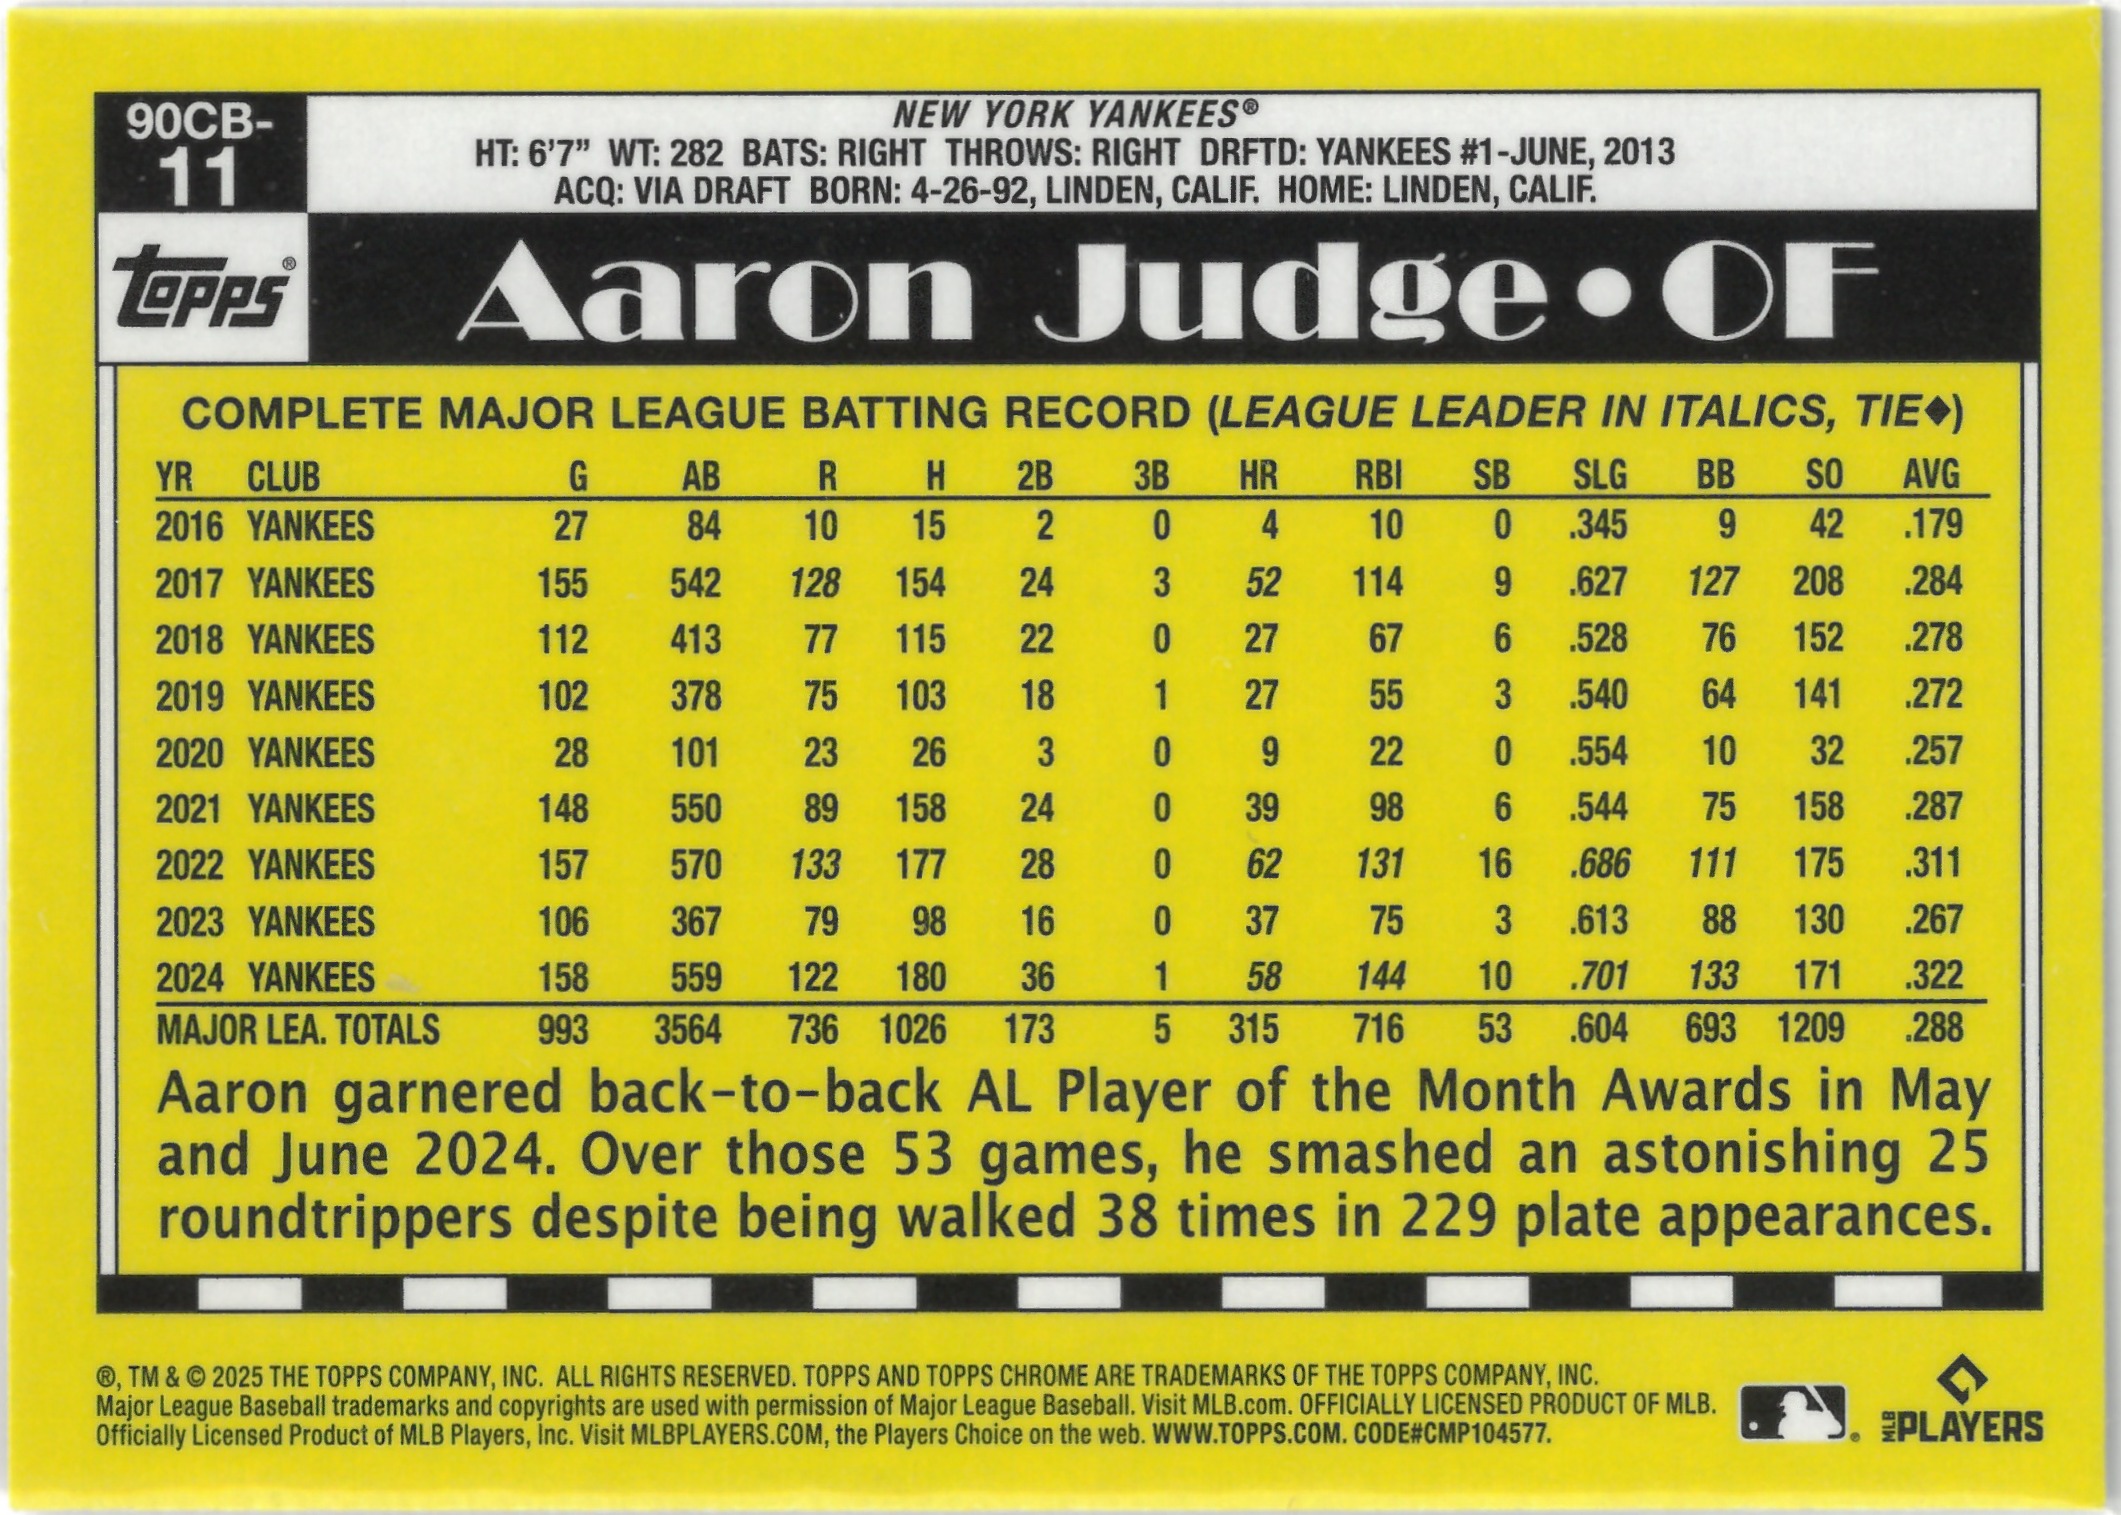 90CB-
11
NEW YORK YANKEES®
HT: 6'7" WT: 282 BATS: RIGHT THROWS: RIGHT DRFTD: YANKEES #1-JUNE, 2013
ACQ: VIA DRAFT BORN: 4-26-92, LINDEN, CALIF. HOME: LINDEN, CALIF.
topps®
Aaron Judge • OF
COMPLETE MAJOR LEAGUE BATTING RECORD (LEAGUE LEADER IN ITALICS, TIE◆)
YR CLUB G AB R H 2B 3B HR RBI SB SLG BB SO AVG
2016 YANKEES 27 84 10 15 2 0 4 10 0 .345 9 42 .179
2017 YANKEES 155 542 128 154 24 3 52 114 9 .627 127 208 .284
2018 YANKEES 112 413 77 115 22 0 27 67 6 .528 76 152 .278
2019 YANKEES 102 378 75 103 18 1 27 55 3 .540 64 141 .272
2020 YANKEES 28 101 23 26 3 0 9 22 0 .554 10 32 .257
2021 YANKEES 148 550 89 158 24 0 39 98 6 .544 75 158 .287
2022 YANKEES 157 570 133 177 28 0 62 131 16 .686 111 175 .311
2023 YANKEES 106 367 79 98 16 0 37 75 3 .613 88 130 .267
2024 YANKEES 158 559 122 180 36 1 58 144 10 .701 133 171 .322
MAJOR LEA. TOTALS 993 3564 736 1026 173 5 315 716 53 .604 693 1209 .288
Aaron garnered back-to-back AL Player of the Month Awards in May
and June 2024. Over those 53 games, he smashed an astonishing 25
roundtrippers despite being walked 38 times in 229 plate appearances.
®, TM & © 2025 THE TOPPS COMPANY, INC. ALL RIGHTS RESERVED. TOPPS AND TOPPS CHROME ARE TRADEMARKS OF THE TOPPS COMPANY, INC.
Major League Baseball trademarks and copyrights are used with permission of Major League Baseball. Visit MLB.com. OFFICIALLY LICENSED PRODUCT OF MLB.
Officially Licensed Product of MLB Players, Inc. Visit MLBPLAYERS.COM, the Players Choice on the web. WWW.TOPPS.COM. CODE#CMP104577.
®
MLB PLAYERS